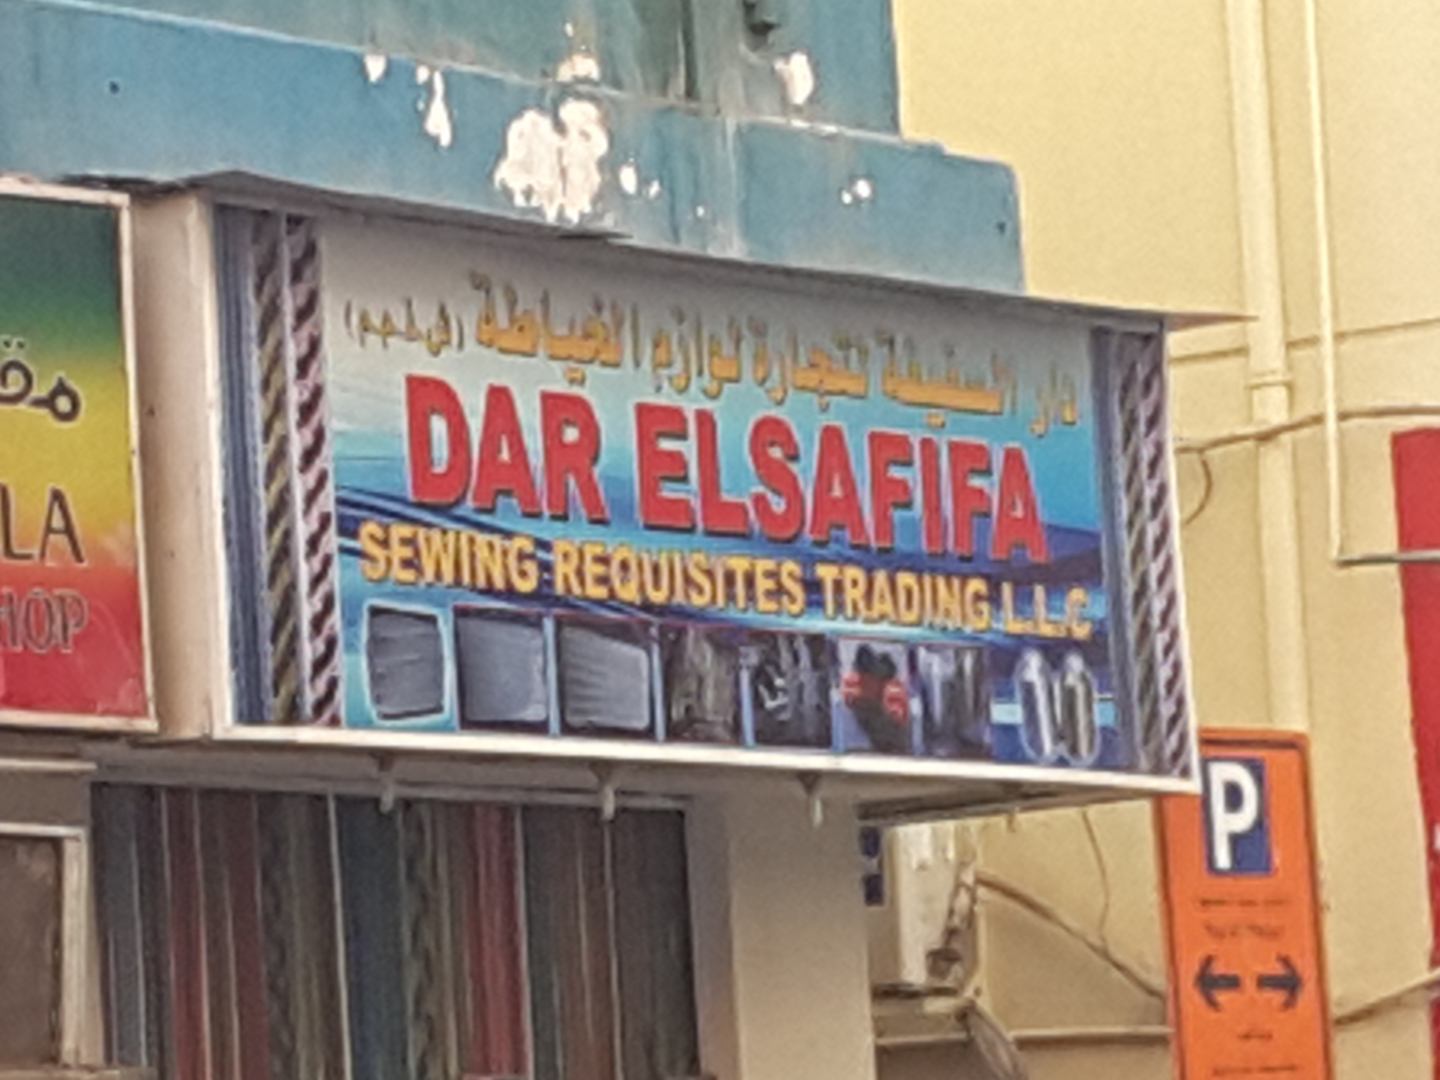 دار السفيفة لتجارة لوازم الخياطة (ش.ذ.م.م)
DAR ELSAFIFA
SEWING REQUISITES TRADING L.L.C
LA
HOP
P